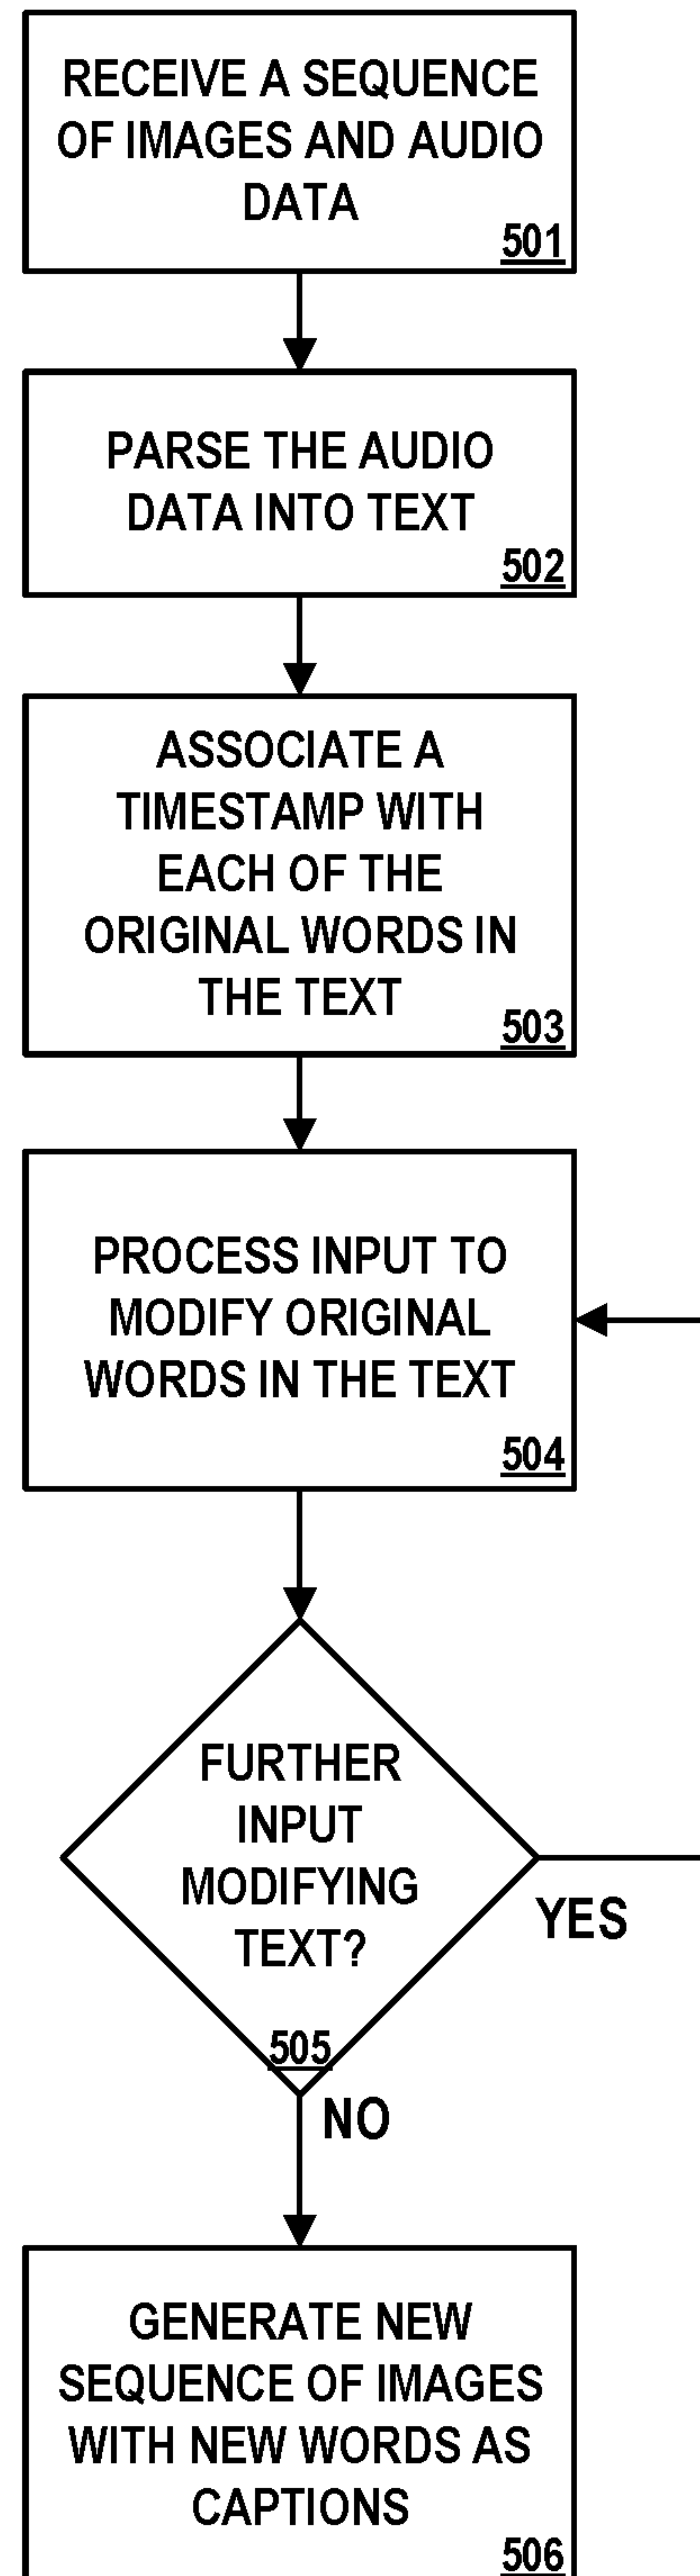 RECEIVE A SEQUENCE
OF IMAGES AND AUDIO
DATA
501
PARSE THE AUDIO
DATA INTO TEXT
502
ASSOCIATE A
TIMESTAMP WITH
EACH OF THE
ORIGINAL WORDS IN
THE TEXT
503
PROCESS INPUT TO
MODIFY ORIGINAL
WORDS IN THE TEXT
504
FURTHER
INPUT
MODIFYING
TEXT?
505
YES
NO
GENERATE NEW
SEQUENCE OF IMAGES
WITH NEW WORDS AS
CAPTIONS
506